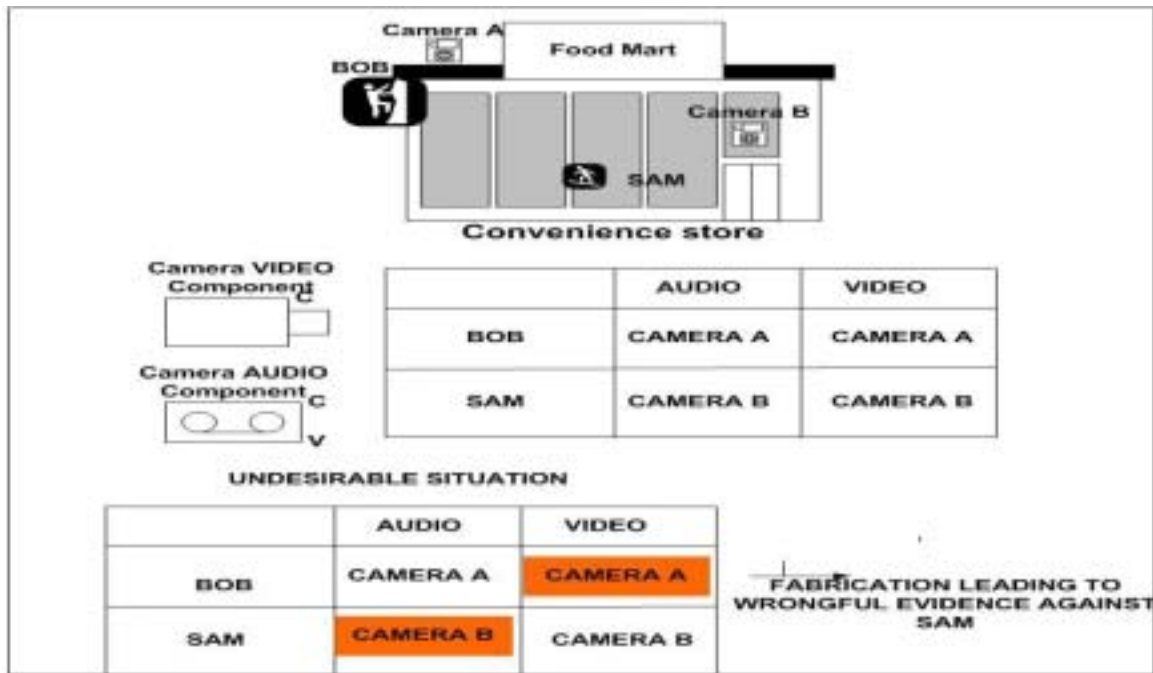 Camera A
Food Mart
BOB
Camera B
SAM
Convenience store
Camera VIDEO
Component
C
AUDIO VIDEO
BOB CAMERA A CAMERA A
Camera AUDIO
Component
C
SAM CAMERA B CAMERA B
V
UNDESIRABLE SITUATION
AUDIO VIDEO
BOB CAMERA A CAMERA A
SAM CAMERA B CAMERA B
FABRICATION LEADING TO
WRONGFUL EVIDENCE AGAINST
SAM